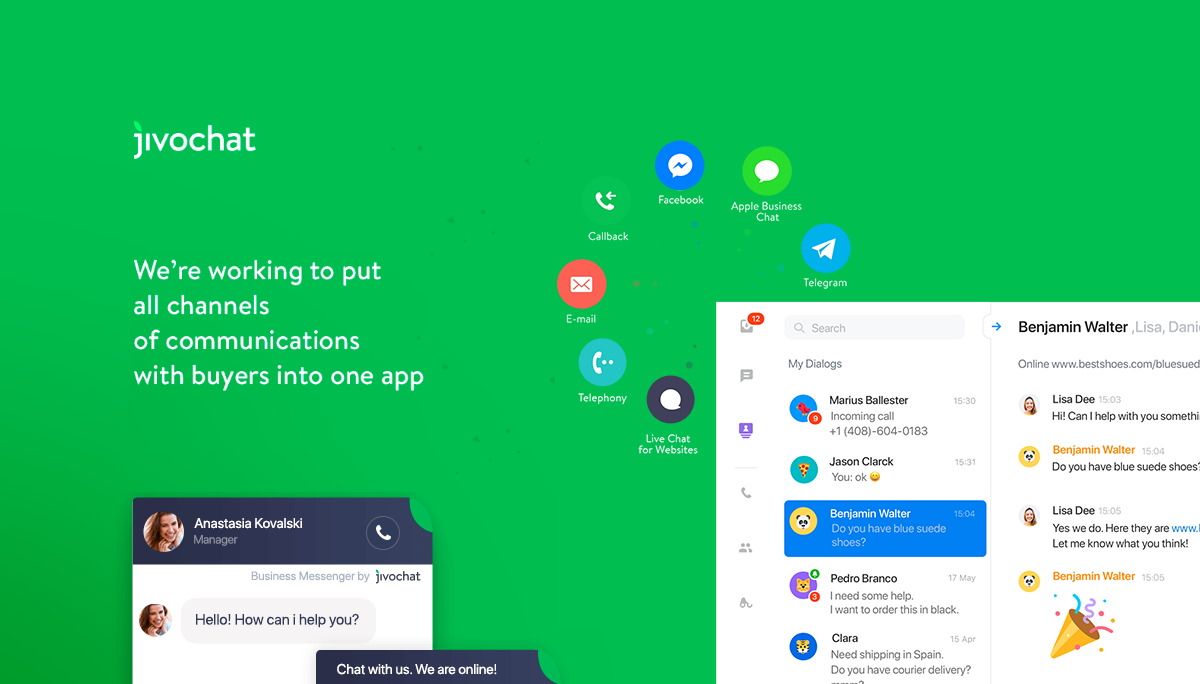 jivochat
We're working to put
all channels
of communications
with buyers into one app
Callback
Facebook
Apple Business
Chat
Telegram
E-mail
Telephony
Live Chat
for Websites
Anastasia Kovalski
Manager
Business Messenger by jivochat
Hello! How can i help you?
Chat with us. We are online!
12
Search
My Dialogs
Marius Ballester 15:30
Incoming call
+1 (408)-604-0183
9
Jason Clarck 15:31
You: ok
Benjamin Walter 15:04
Do you have blue suede
shoes?
Pedro Branco 17 May
I need some help.
I want to order this in black.
3
Clara 15 Apr
Need shipping in Spain.
Do you have courier delivery?
Benjamin Walter ,Lisa, Danie
Online www.bestshoes.com/bluesued
Lisa Dee 15:03
Hi! Can I help with you somethi
Benjamin Walter 15:04
Do you have blue suede shoes?
Lisa Dee 15:05
Yes we do. Here they are www.
Let me know what you think!
Benjamin Walter 15:05